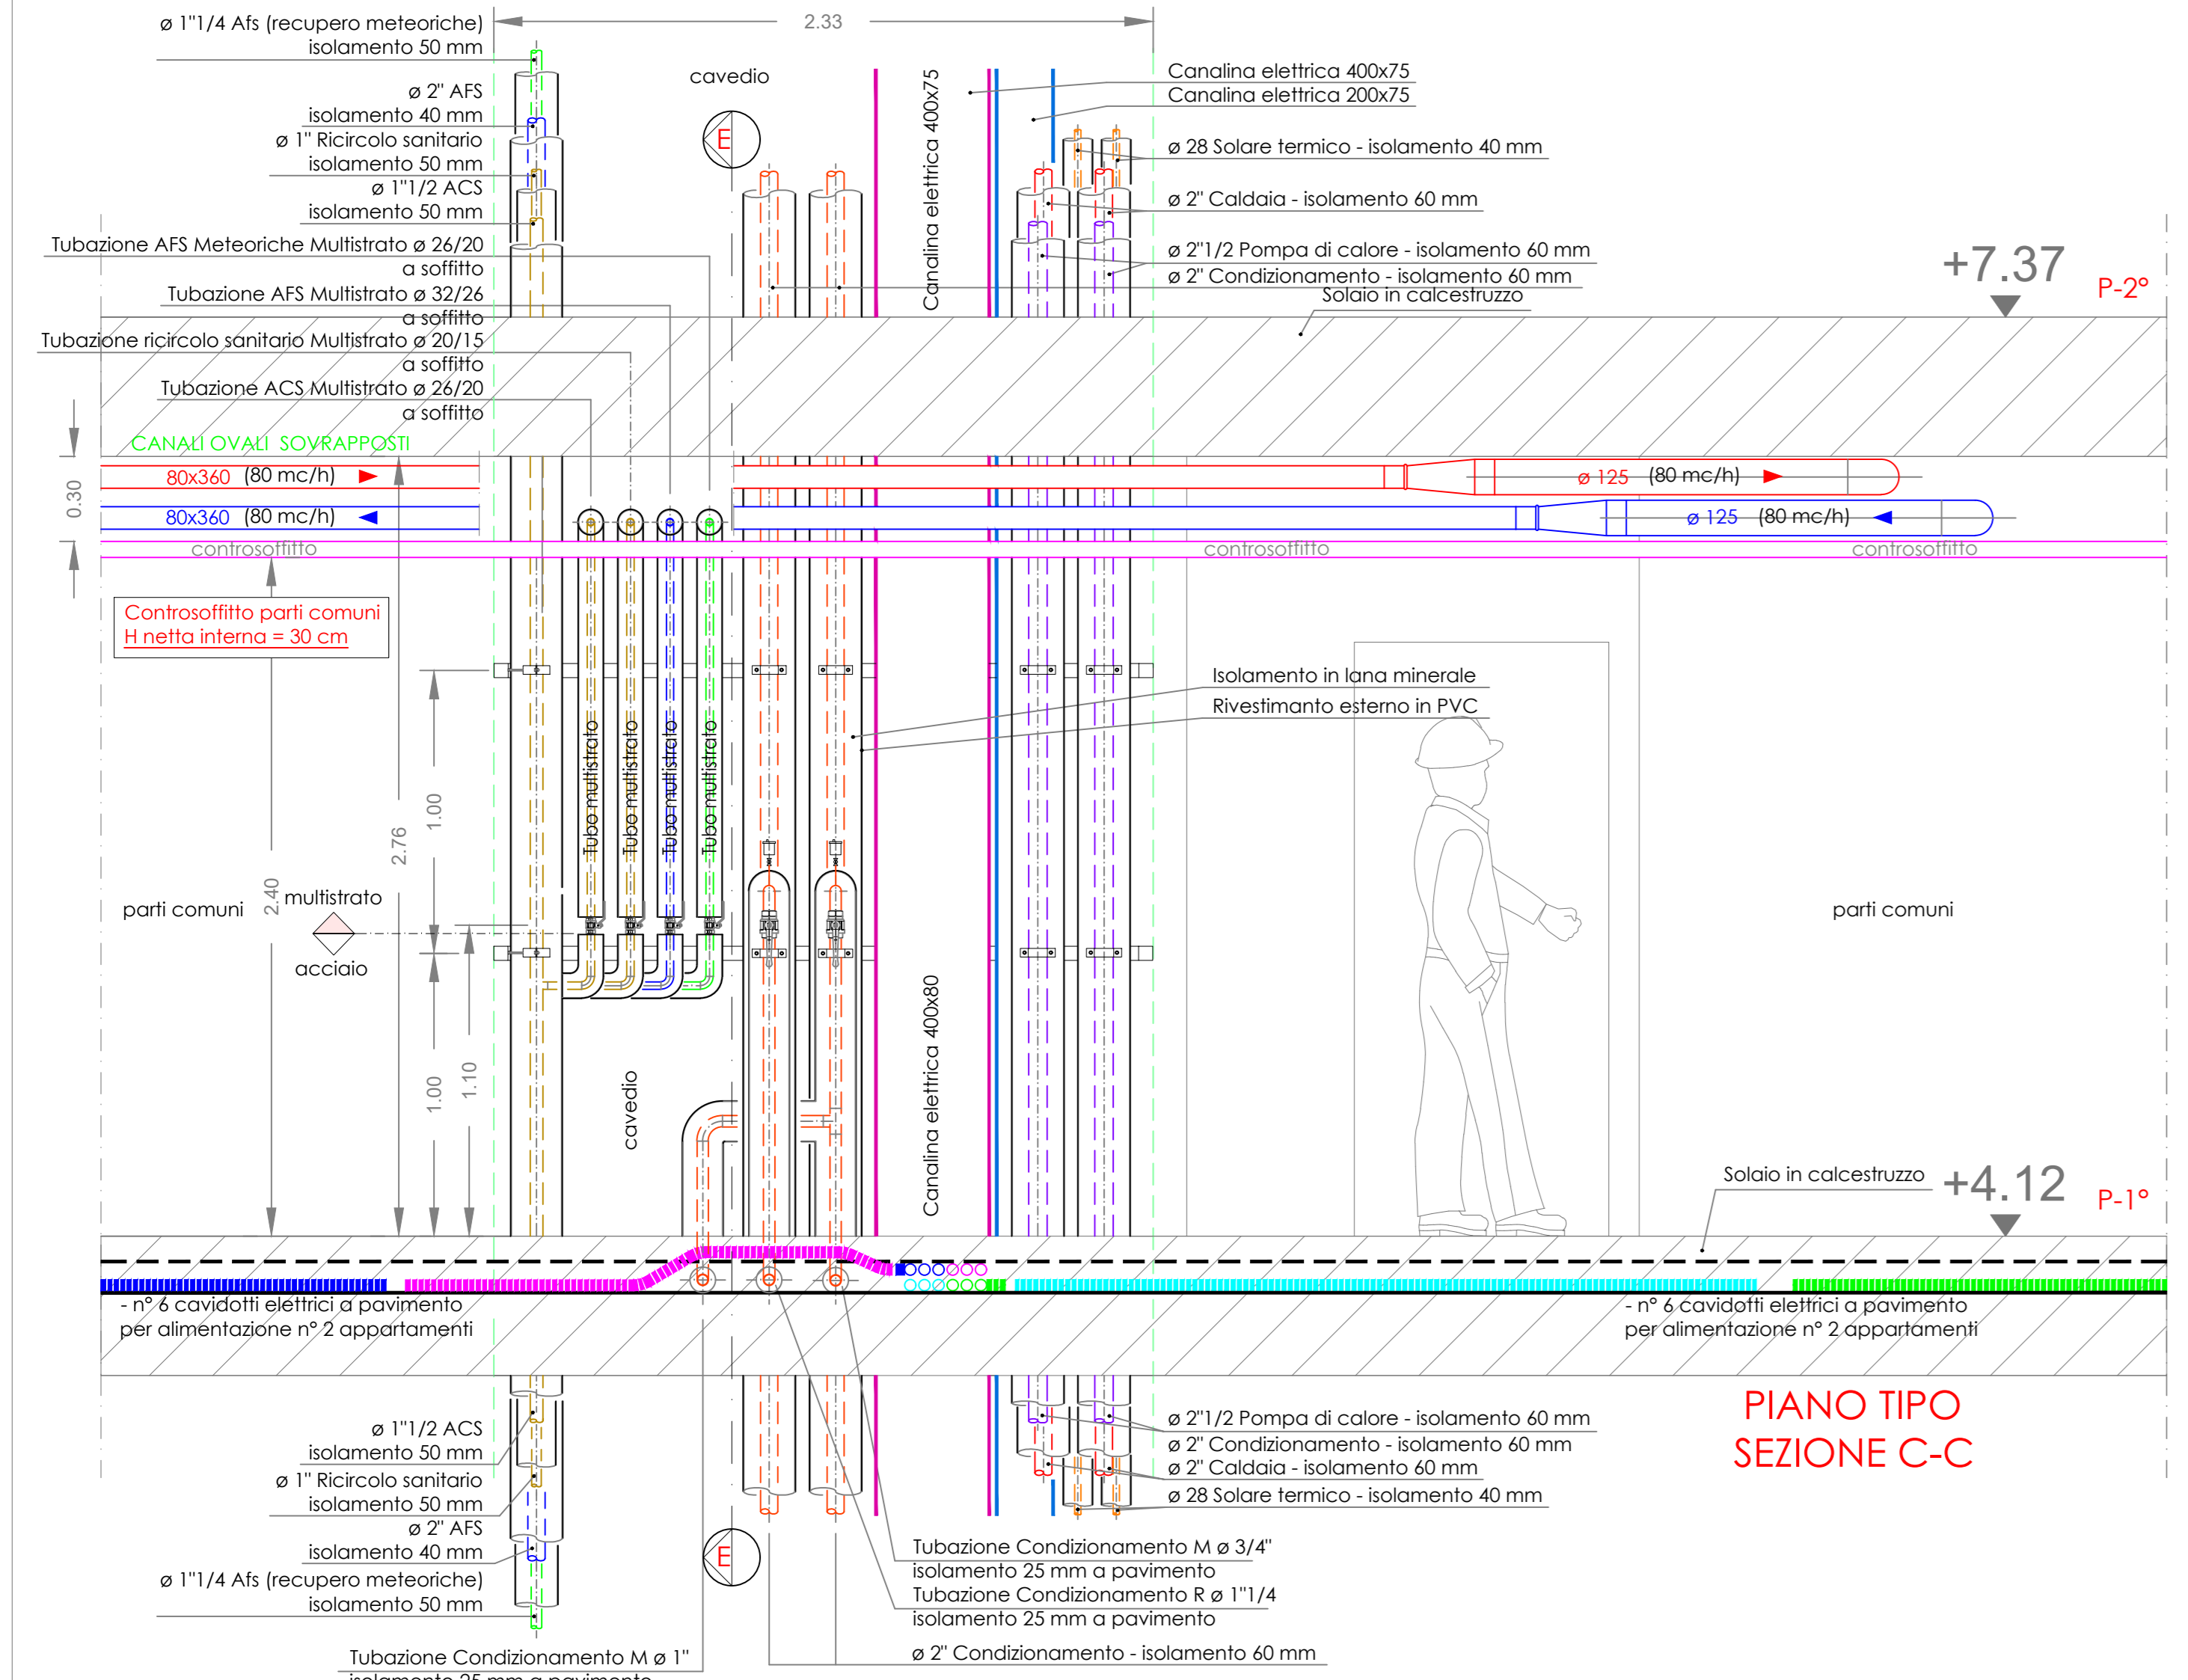 ø 1"1/4 Afs (recupero meteoriche)
isolamento 50 mm
ø 2" AFS
isolamento 40 mm
ø 1" Ricircolo sanitario
isolamento 50 mm
ø 1"1/2 ACS
isolamento 50 mm
Tubazione AFS Meteoriche Multistrato ø 26/20
a soffitto
Tubazione AFS Multistrato ø 32/26
a soffitto
Tubazione ricircolo sanitario Multistrato ø 20/15
a soffitto
Tubazione ACS Multistrato ø 26/20
a soffitto
2.33
cavedio
E
Canalina elettrica 400x75
Canalina elettrica 400x75
Canalina elettrica 200x75
ø 28 Solare termico - isolamento 40 mm
ø 2" Caldaia - isolamento 60 mm
ø 2"1/2 Pompa di calore - isolamento 60 mm
ø 2" Condizionamento - isolamento 60 mm
Solaio in calcestruzzo
+7.37
P-2°
CANALI OVALI SOVRAPPOSTI
80x360 (80 mc/h)
80x360 (80 mc/h)
ø 125 (80 mc/h)
ø 125 (80 mc/h)
0.30
controsoffitto
controsoffitto
controsoffitto
Controsoffitto parti comuni
H netta interna = 30 cm
Isolamento in lana minerale
Rivestimanto esterno in PVC
Tubo multistrato
Tubo multistrato
Tubo multistrato
Tubo multistrato
1.00
2.76
2.40
parti comuni
multistrato
acciaio
parti comuni
1.00
1.10
cavedio
Canalina elettrica 400x80
Solaio in calcestruzzo
+4.12
P-1°
- n° 6 cavidotti elettrici a pavimento
per alimentazione n° 2 appartamenti
- n° 6 cavidotti elettrici a pavimento
per alimentazione n° 2 appartamenti
PIANO TIPO
SEZIONE C-C
ø 1"1/2 ACS
isolamento 50 mm
ø 1" Ricircolo sanitario
isolamento 50 mm
ø 2" AFS
isolamento 40 mm
ø 1"1/4 Afs (recupero meteoriche)
isolamento 50 mm
ø 2"1/2 Pompa di calore - isolamento 60 mm
ø 2" Condizionamento - isolamento 60 mm
ø 2" Caldaia - isolamento 60 mm
ø 28 Solare termico - isolamento 40 mm
E
Tubazione Condizionamento M ø 3/4"
isolamento 25 mm a pavimento
Tubazione Condizionamento R ø 1"1/4
isolamento 25 mm a pavimento
ø 2" Condizionamento - isolamento 60 mm
Tubazione Condizionamento M ø 1"
isolamento 25 mm a pavimento